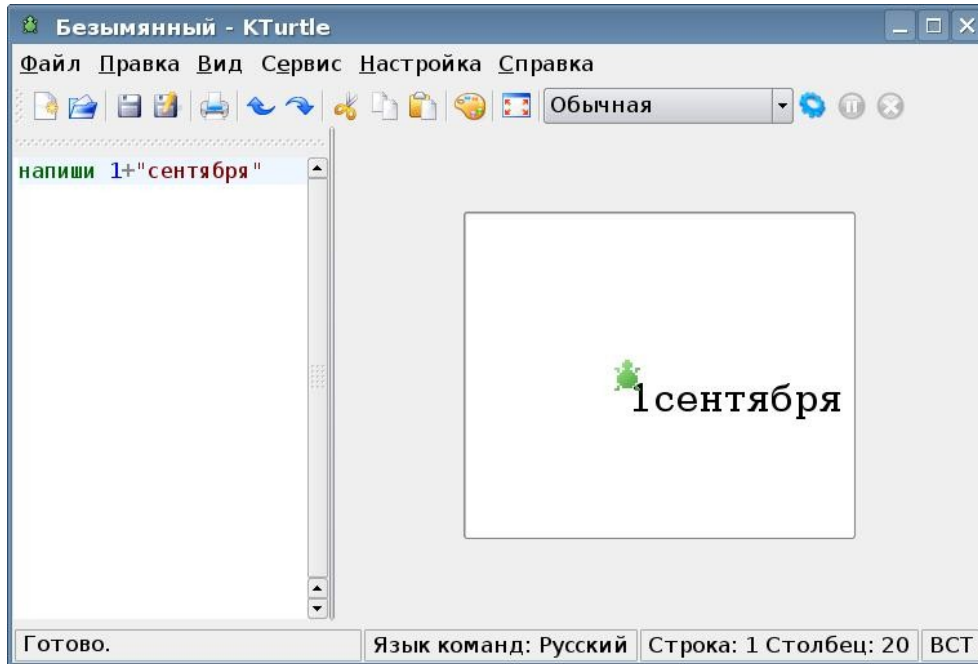 Безымянный - KTurtle
Файл Правка Вид Сервис Настройка Справка
Обычная
напиши 1+"сентября"
1сентября
Готово. Язык команд: Русский Строка: 1 Столбец: 20 ВСТ